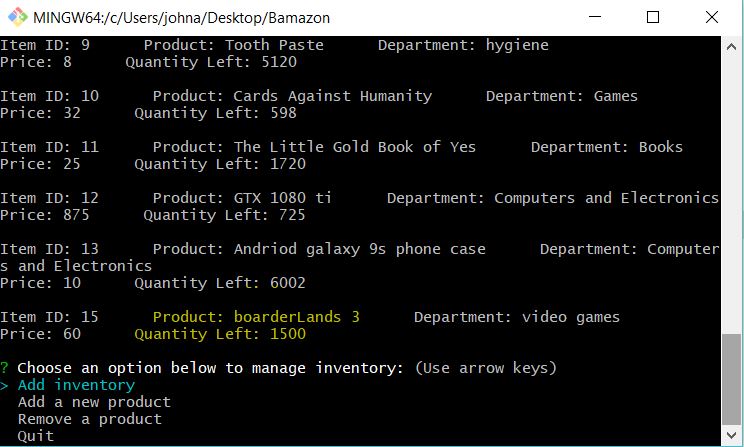 MINGW64:/c/Users/johna/Desktop/Bamazon
Item ID: 9      Product: Tooth Paste      Department: hygiene
Price: 8      Quantity Left: 5120
Item ID: 10      Product: Cards Against Humanity      Department: Games
Price: 32      Quantity Left: 598
Item ID: 11      Product: The Little Gold Book of Yes      Department: Books
Price: 25      Quantity Left: 1720
Item ID: 12      Product: GTX 1080 ti      Department: Computers and Electronics
Price: 875      Quantity Left: 725
Item ID: 13      Product: Andriod galaxy 9s phone case      Department: Computer
s and Electronics
Price: 10      Quantity Left: 6002
Item ID: 15      Product: boarderLands 3      Department: video games
Price: 60      Quantity Left: 1500
? Choose an option below to manage inventory: (Use arrow keys)
> Add inventory
Add a new product
Remove a product
Quit